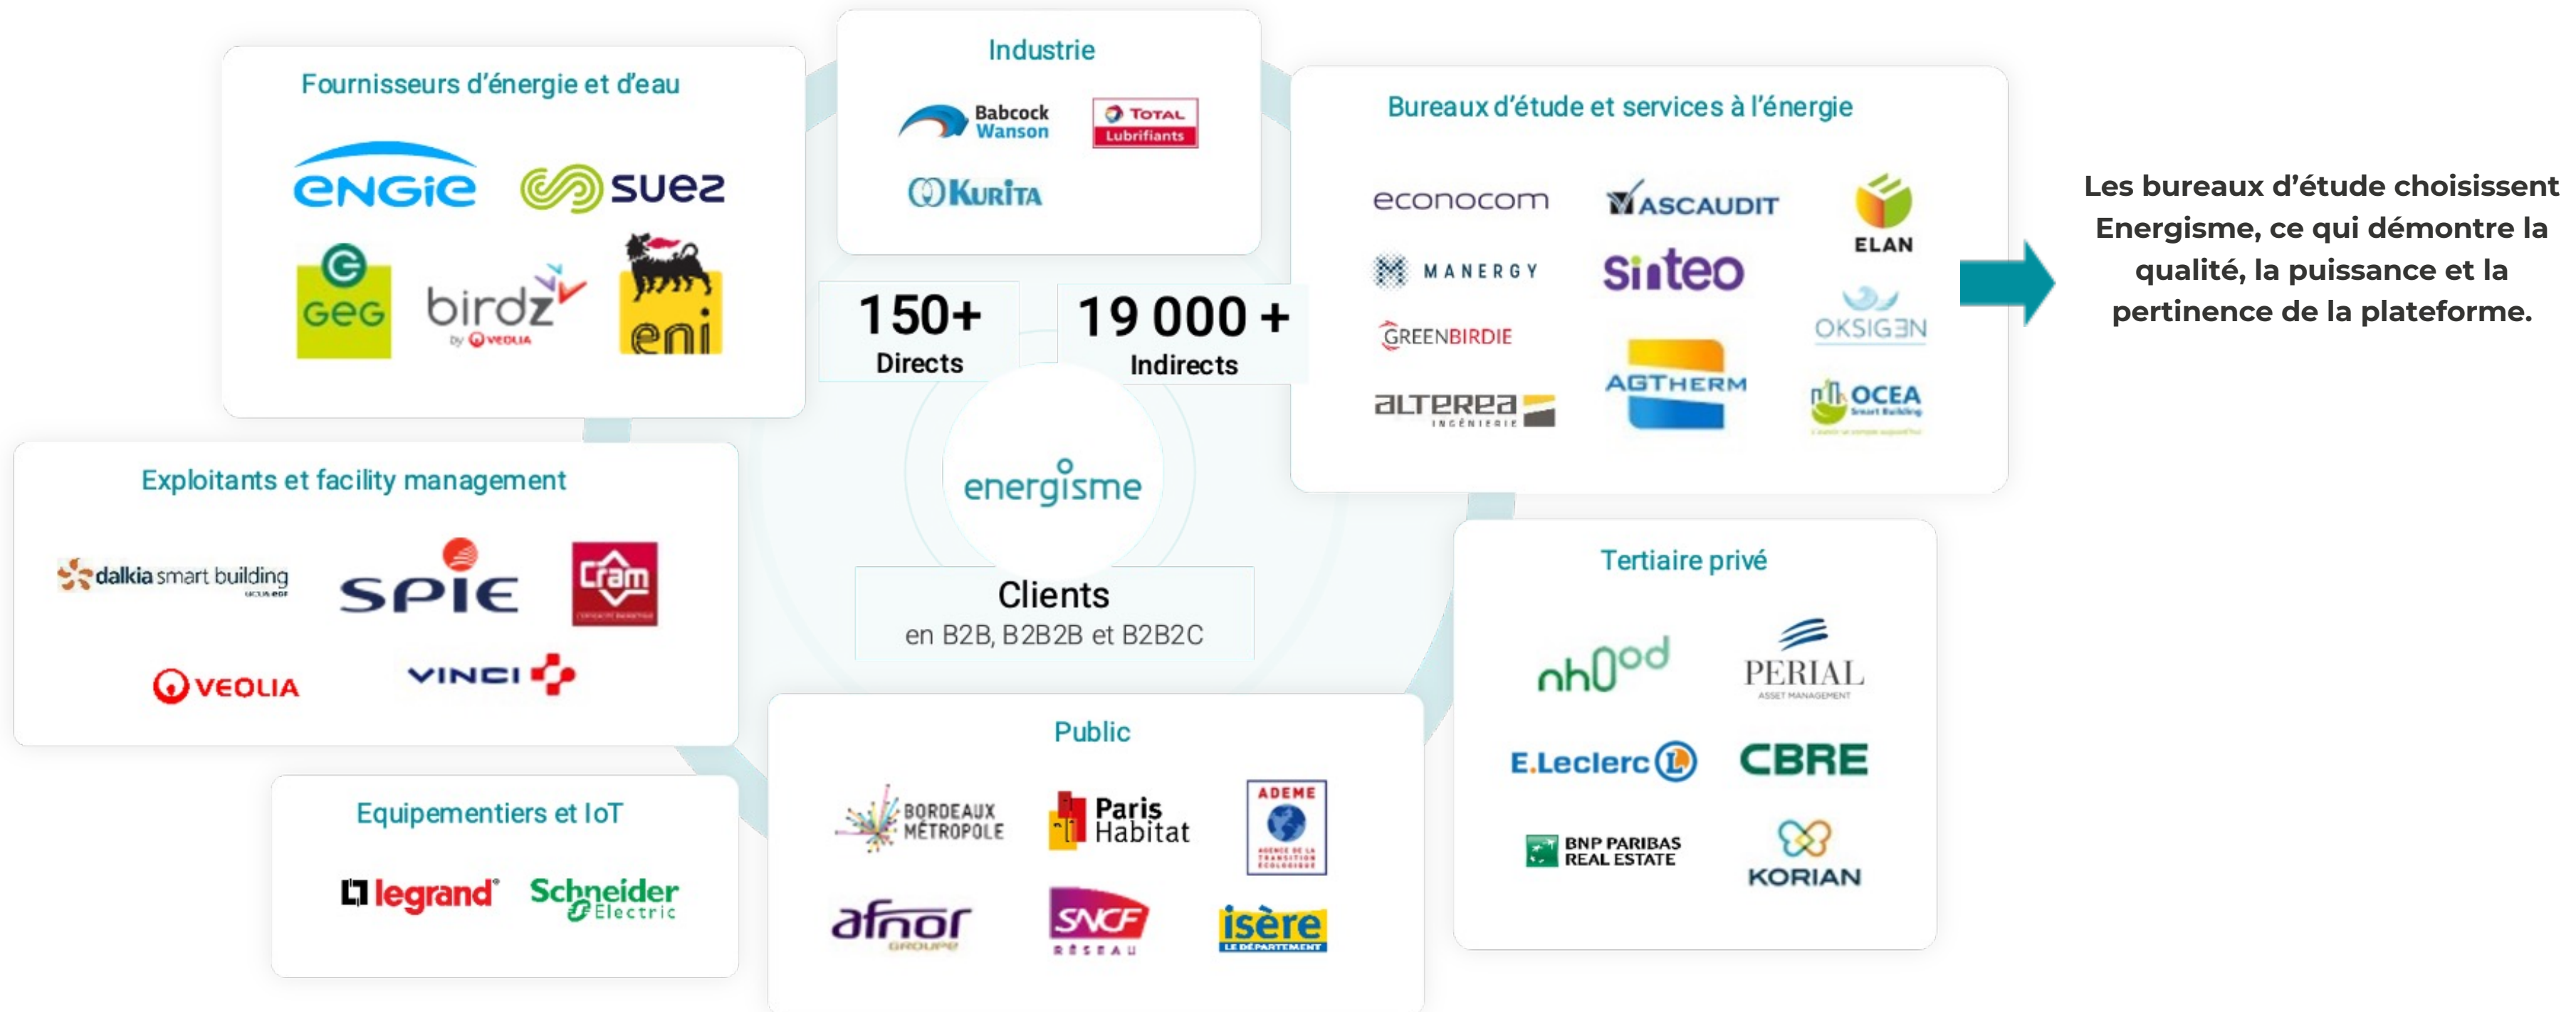 Industrie
Babcock
Wanson
TOTAL
Lubrifiants
KURITA
Fournisseurs d'énergie et d'eau
ENGIE
suez
GEG
birdz
by VEOLIA
eni
Bureaux d'étude et services à l'énergie
econocom
ASCAUDIT
ELAN
MANERGY
sinteo
OKSIGEN
GREENBIRDIE
ALTEREA
INGÉNIERIE
AGTHERM
OCEA
Smart Building
Les bureaux d'étude choisissent
Energisme, ce qui démontre la
qualité, la puissance et la
pertinence de la plateforme.
150+
Directs
19 000 +
Indirects
energisme
Clients
en B2B, B2B2B et B2B2C
Exploitants et facility management
dalkia smart building
SPIE
Cram
VEOLIA
VINCI
Tertiaire privé
nhood
PERIAL
ASSET MANAGEMENT
E.Leclerc L
CBRE
BNP PARIBAS
REAL ESTATE
KORIAN
Equipementiers et IoT
legrand®
Schneider
Electric
Public
BORDEAUX
MÉTROPOLE
Paris
Habitat
ADEME
AGENCE DE LA
TRANSITION
ÉCOLOGIQUE
afnor
GROUPE
SNCF
RÉSEAU
isère
LE DÉPARTEMENT